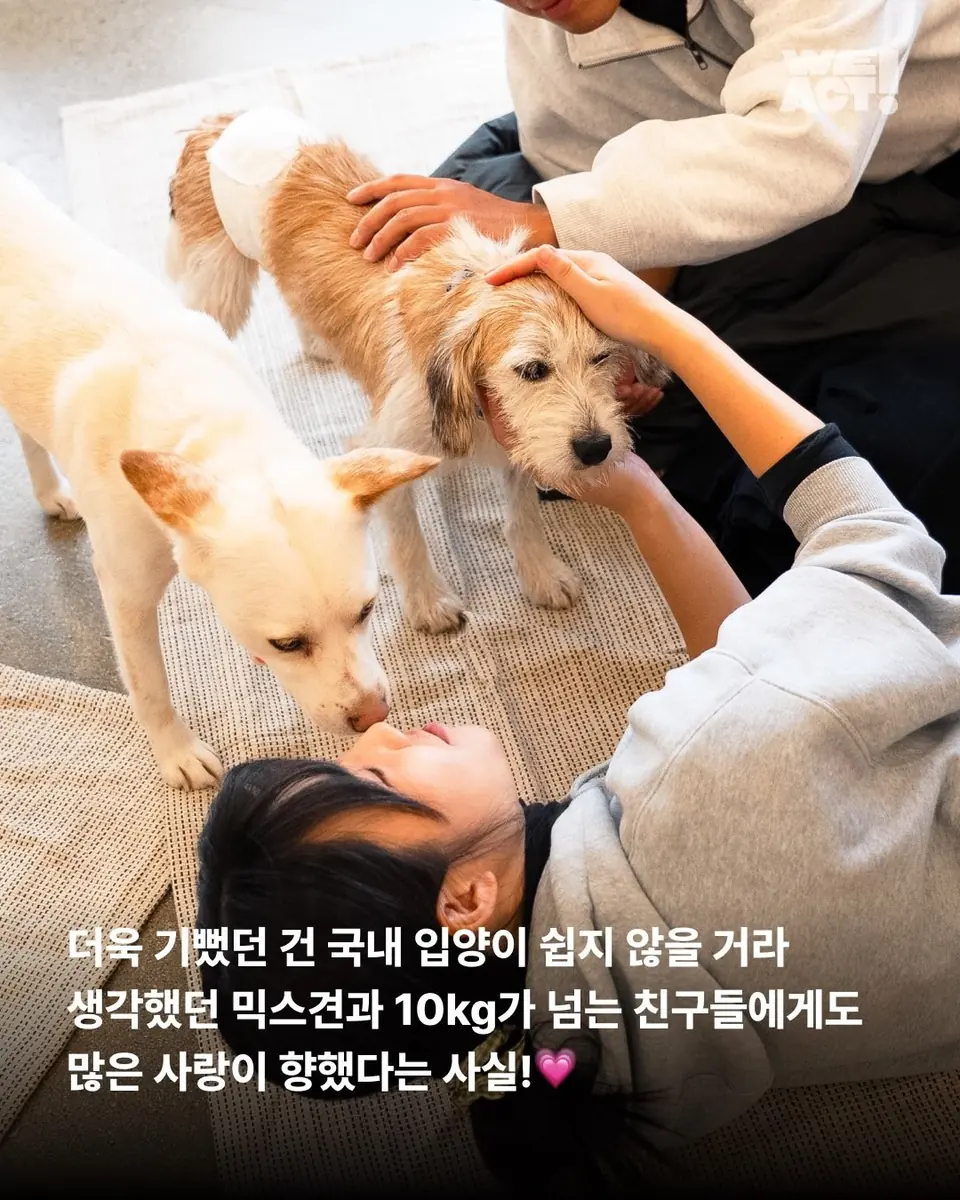 WE
ACT!
더욱 기뻤던 건 국내 입양이 쉽지 않을 거라
생각했던 믹스견과 10kg가 넘는 친구들에게도
많은 사랑이 향했다는 사실!💗